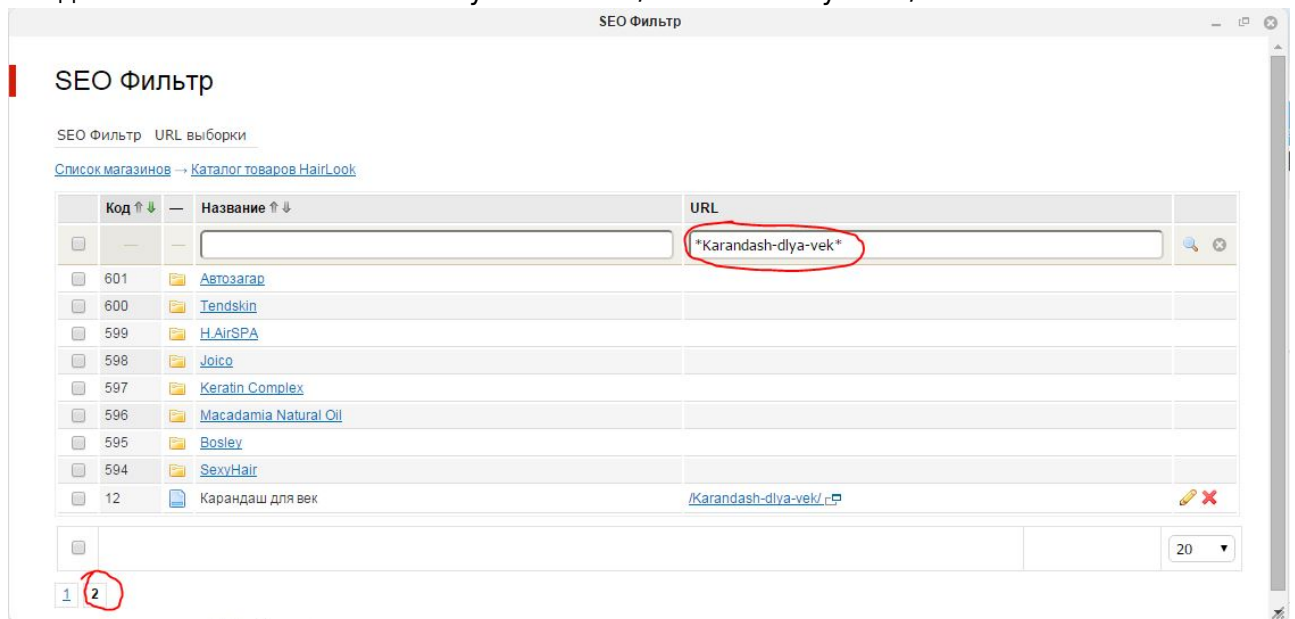 SEO Фильтр
SEO Фильтр
SEO Фильтр URL выборки
Список магазинов → Каталог товаров HairLook
Код ⇑ ⇓ — Название ⇑ ⇓ URL
— — *Karandash-dlya-vek*
601 Автозагар
600 Tendskin
599 H.AirSPA
598 Joico
597 Keratin Complex
596 Macadamia Natural Oil
595 Bosley
594 SexyHair
12 Карандаш для век /Karandash-dlya-vek/
20
1 2